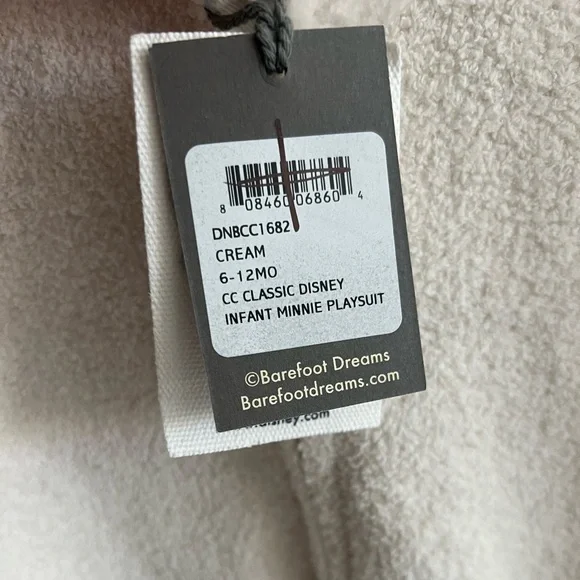 8 08460 06860 4
DNBCC1682
CREAM
6-12MO
CC CLASSIC DISNEY
INFANT MINNIE PLAYSUIT
©Barefoot Dreams
Barefootdreams.com